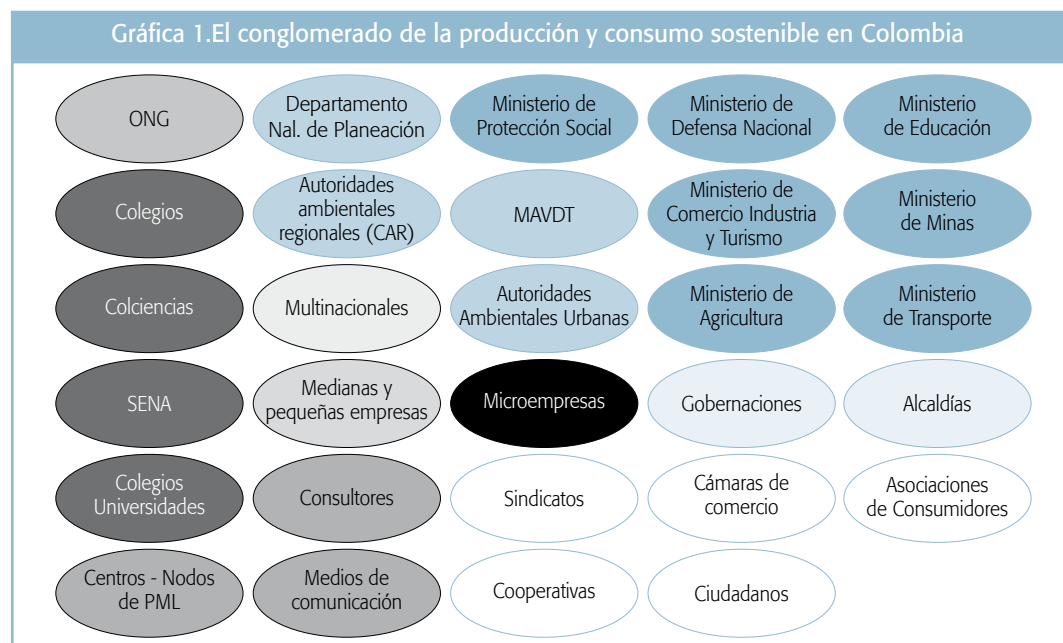 Gráfica 1.El conglomerado de la producción y consumo sostenible en Colombia
ONG
Departamento
Nal. de Planeación
Ministerio de
Protección Social
Ministerio de
Defensa Nacional
Ministerio
de Educación
Colegios
Autoridades
ambientales
regionales (CAR)
MAVDT
Ministerio de
Comercio Industria
y Turismo
Ministerio
de Minas
Colciencias
Multinacionales
Autoridades
Ambientales Urbanas
Ministerio de
Agricultura
Ministerio
de Transporte
SENA
Medianas y
pequeñas empresas
Microempresas
Gobernaciones
Alcaldías
Colegios
Universidades
Consultores
Sindicatos
Cámaras de
comercio
Asociaciones
de Consumidores
Centros - Nodos
de PML
Medios de
comunicación
Cooperativas
Ciudadanos